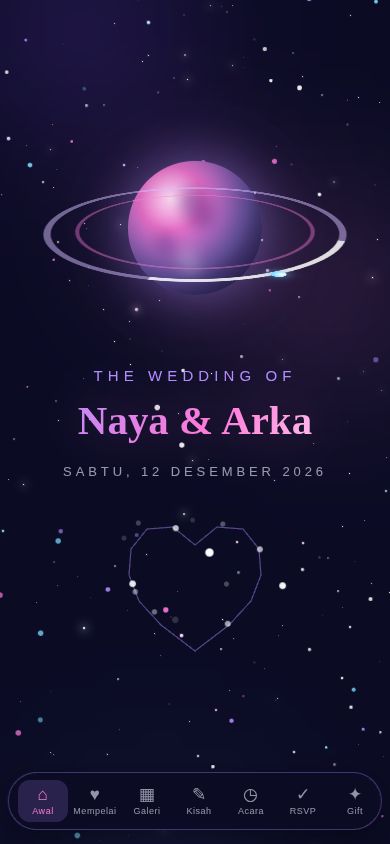 THE WEDDING OF
Naya & Arka
SABTU, 12 DESEMBER 2026
Awal
Mempelai
Galeri
Kisah
Acara
RSVP
Gift